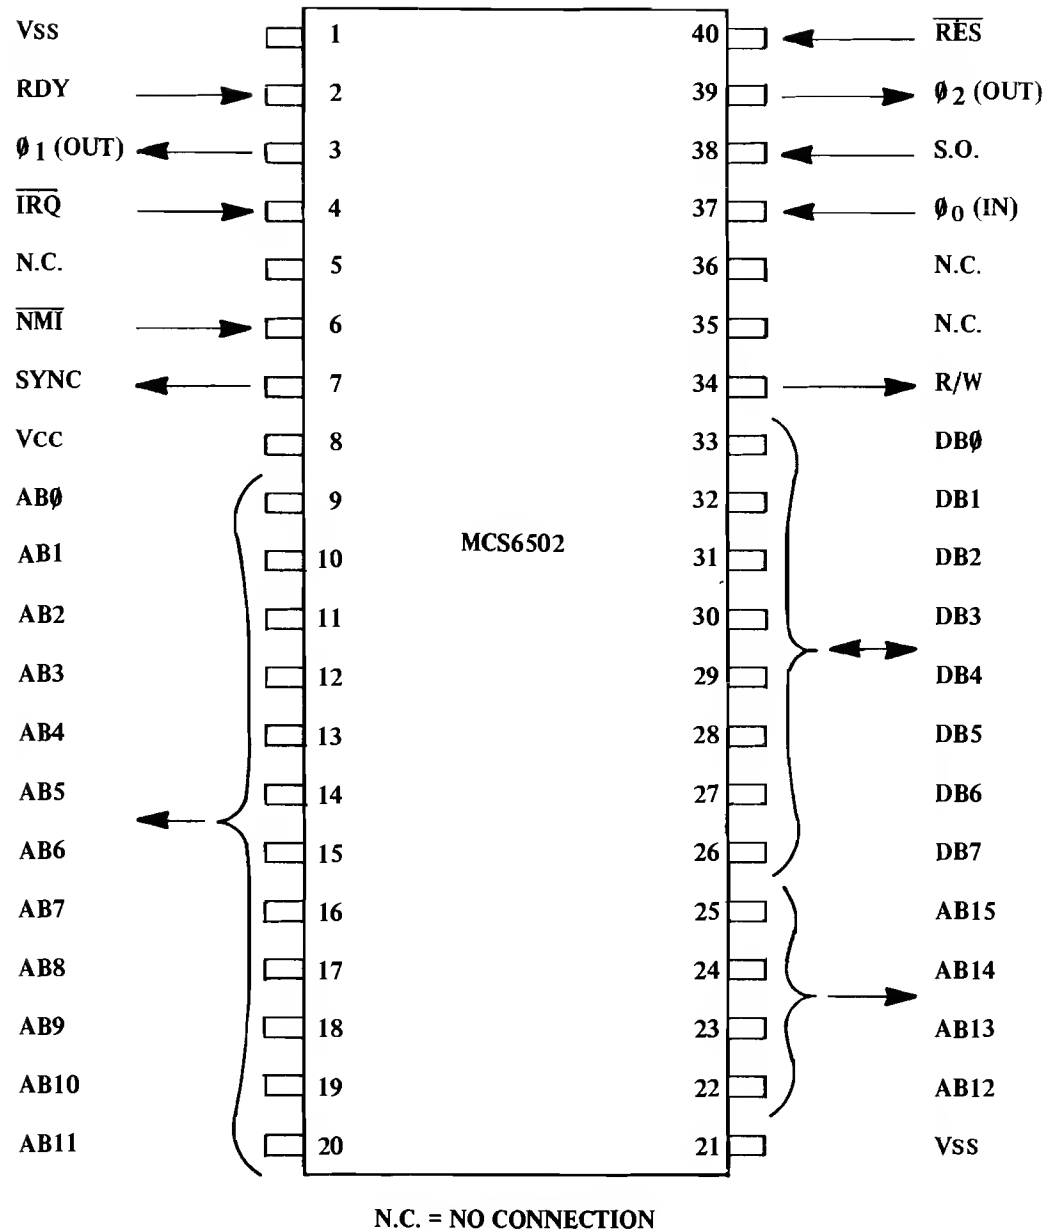 Vss 1 40 R̅E̅S̅
RDY 2 39 Ø2 (OUT)
Ø1 (OUT) 3 38 S.O.
I̅R̅Q̅ 4 37 Ø0 (IN)
N.C. 5 36 N.C.
N̅M̅I̅ 6 35 N.C.
SYNC 7 34 R/W
Vcc 8 33 DBØ
ABØ 9 32 DB1
MCS6502
AB1 10 31 DB2
AB2 11 30 DB3
AB3 12 29 DB4
AB4 13 28 DB5
AB5 14 27 DB6
AB6 15 26 DB7
AB7 16 25 AB15
AB8 17 24 AB14
AB9 18 23 AB13
AB10 19 22 AB12
AB11 20 21 Vss
N.C. = NO CONNECTION